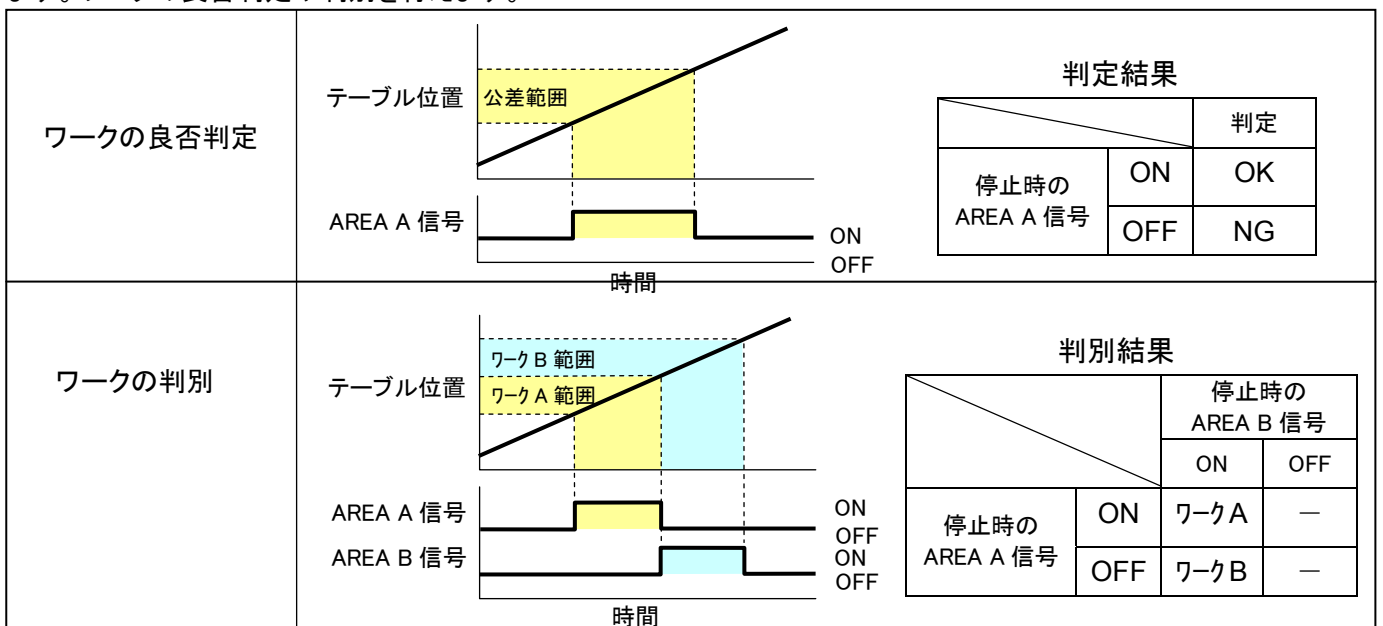 ワークの良否判定
テーブル位置
公差範囲
AREA A 信号
ON
OFF
時間
判定結果
判定
停止時の
AREA A 信号
ON
OK
OFF
NG
ワークの判別
テーブル位置
ワーク B 範囲
ワーク A 範囲
AREA A 信号
ON
OFF
AREA B 信号
ON
OFF
時間
判別結果
停止時の
AREA B 信号
ON
OFF
停止時の
AREA A 信号
ON
ワーク A
－
OFF
ワーク B
－